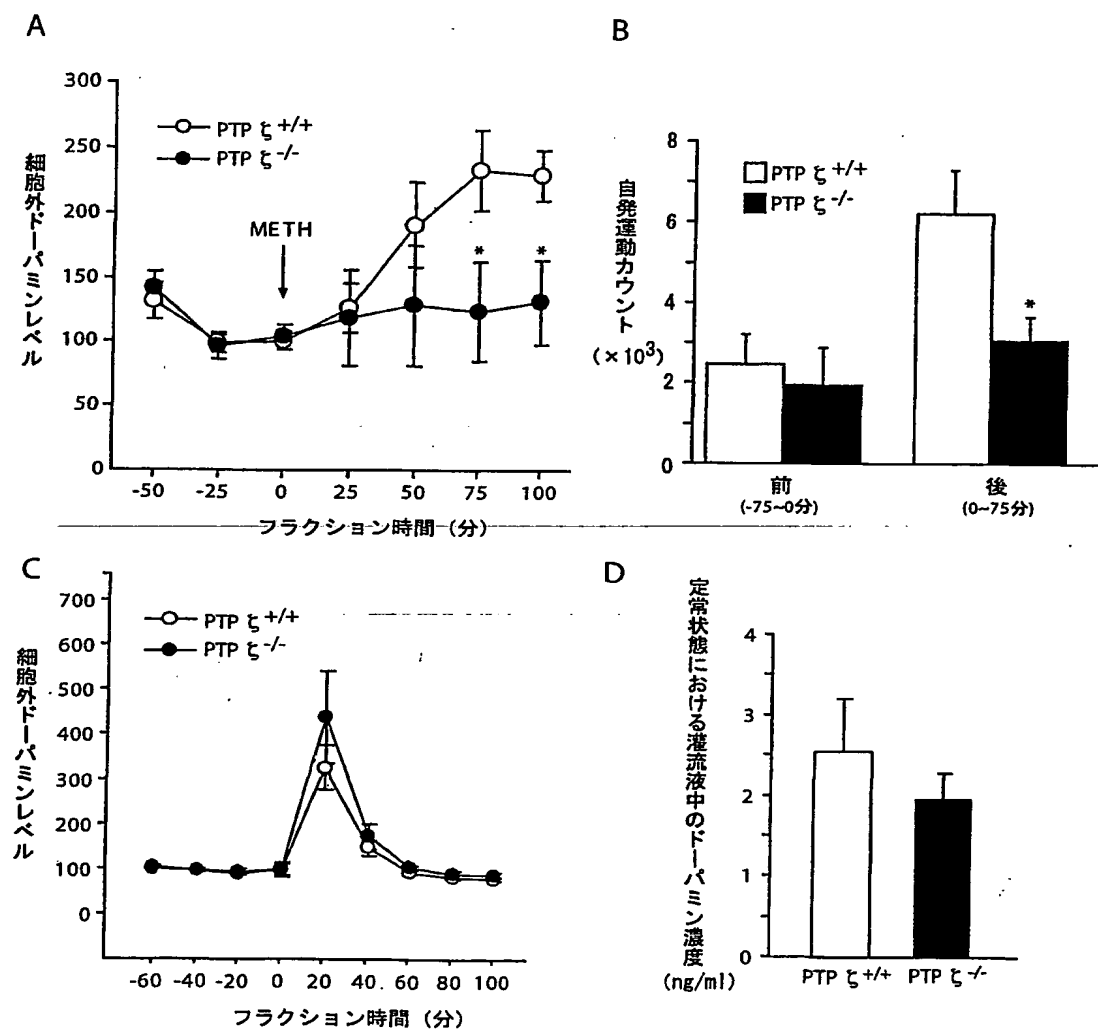 A
300
250
200
150
100
50
0
PTP ζ+/+
PTP ζ-/-
METH
*
*
細胞外ドーパミンレベル
-50
-25
0
25
50
75
100
フラクション時間（分）
B
8
6
4
2
0
PTP ζ+/+
PTP ζ-/-
*
自発運動カウント
（×10³）
前
(-75~0分)
後
(0~75分)
C
700
600
500
400
300
200
100
0
PTP ζ+/+
PTP ζ-/-
細胞外ドーパミンレベル
-60
-40
-20
0
20
40
60
80
100
フラクション時間（分）
D
定常状態における灌流液中のドーパミン濃度
(ng/ml)
4
3
2
1
0
PTP ζ+/+
PTP ζ-/-